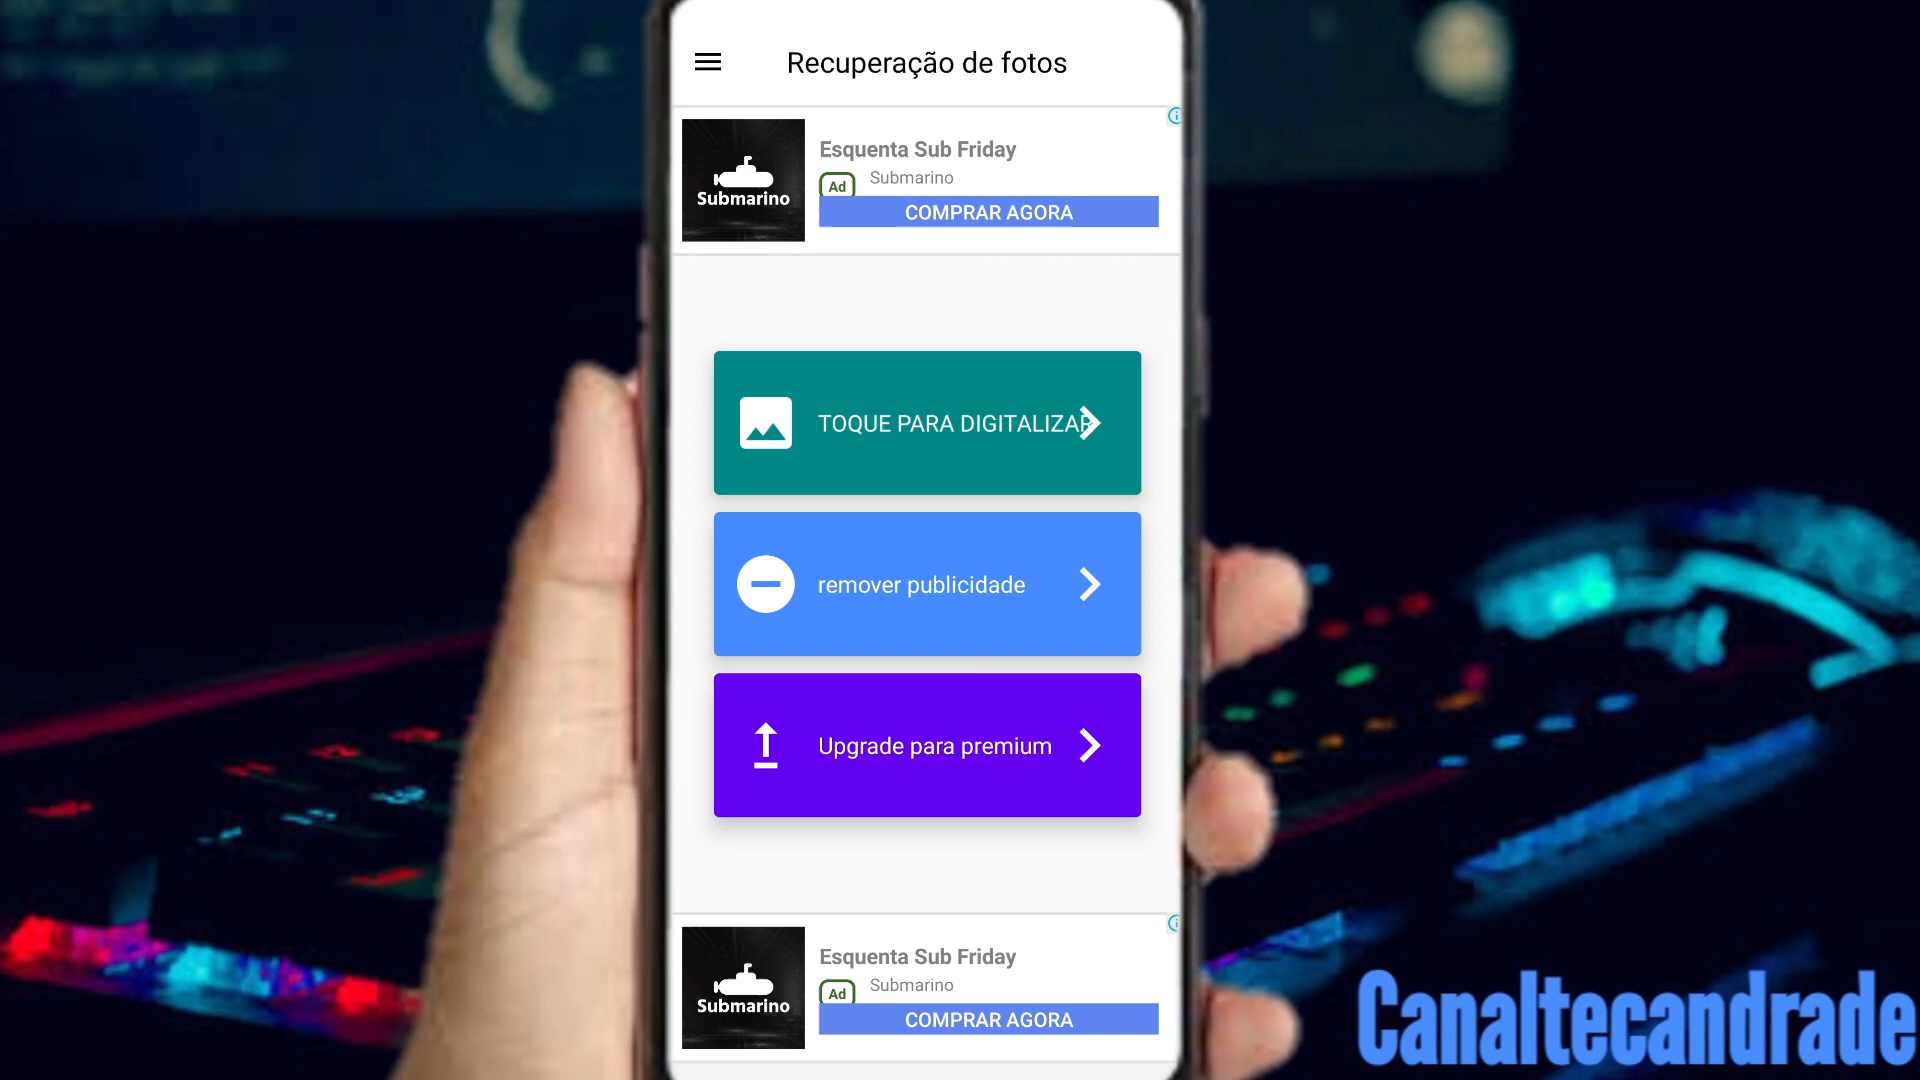 Recuperação de fotos
Esquenta Sub Friday
Ad Submarino
Submarino
COMPRAR AGORA
TOQUE PARA DIGITALIZAR
remover publicidade
Upgrade para premium
Esquenta Sub Friday
Ad Submarino
Submarino
COMPRAR AGORA
Canaltecandrade